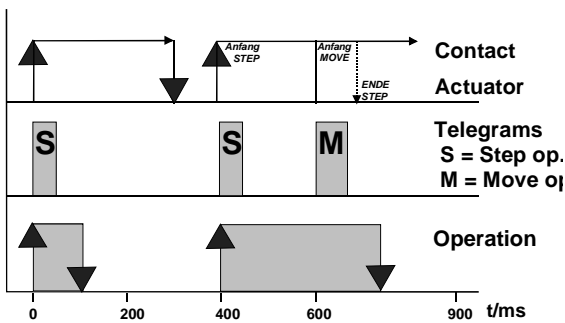 Anfang
STEP
Anfang
MOVE
Contact
ENDE
STEP
Actuator
S
S
M
Telegrams
S = Step op.
M = Move op
Operation
0 200 400 600 900 t/ms